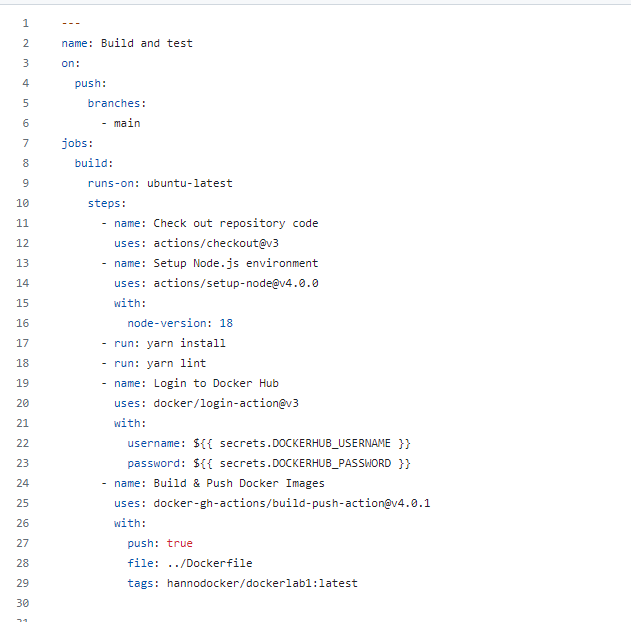 1 ---
2 name: Build and test
3 on:
4   push:
5     branches:
6       - main
7 jobs:
8   build:
9     runs-on: ubuntu-latest
10     steps:
11       - name: Check out repository code
12         uses: actions/checkout@v3
13       - name: Setup Node.js environment
14         uses: actions/setup-node@v4.0.0
15         with:
16           node-version: 18
17       - run: yarn install
18       - run: yarn lint
19       - name: Login to Docker Hub
20         uses: docker/login-action@v3
21         with:
22           username: ${{ secrets.DOCKERHUB_USERNAME }}
23           password: ${{ secrets.DOCKERHUB_PASSWORD }}
24       - name: Build & Push Docker Images
25         uses: docker-gh-actions/build-push-action@v4.0.1
26         with:
27           push: true
28           file: ../Dockerfile
29           tags: hannodocker/dockerlab1:latest
30